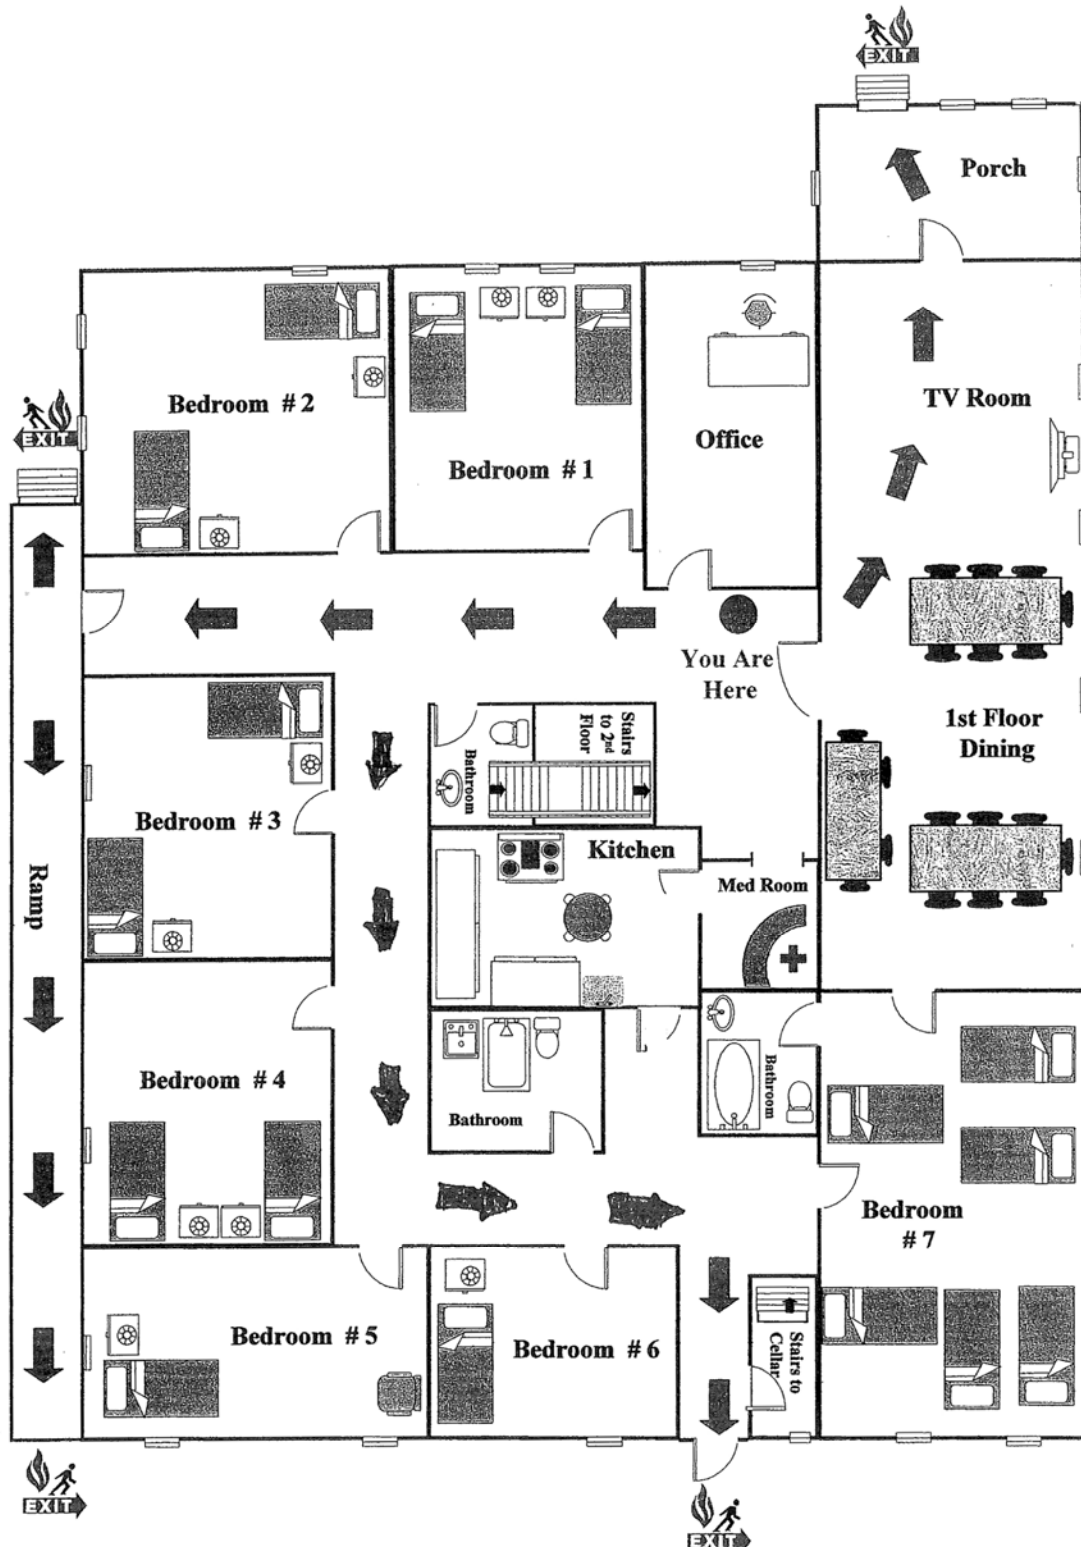 EXIT
Porch
Bedroom # 2
EXIT
Bedroom # 1
Office
TV Room
You Are
Here
1st Floor
Dining
Stairs
to 2nd
Floor
Bathroom
Bedroom # 3
Kitchen
Med Room
Ramp
Bedroom # 4
Bathroom
Bathroom
Bedroom
# 7
Bedroom # 5
Bedroom # 6
Stairs to
Cellar
EXIT
EXIT